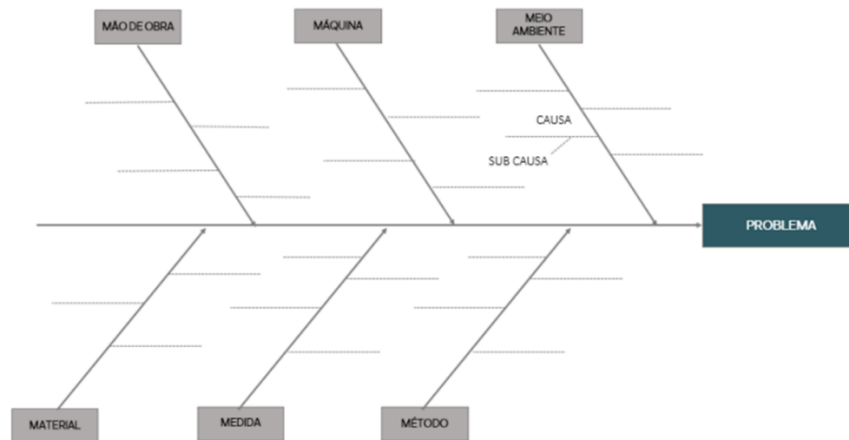 MÃO DE OBRA
MÁQUINA
MEIO
AMBIENTE
CAUSA
SUB CAUSA
PROBLEMA
MATERIAL
MEDIDA
MÉTODO